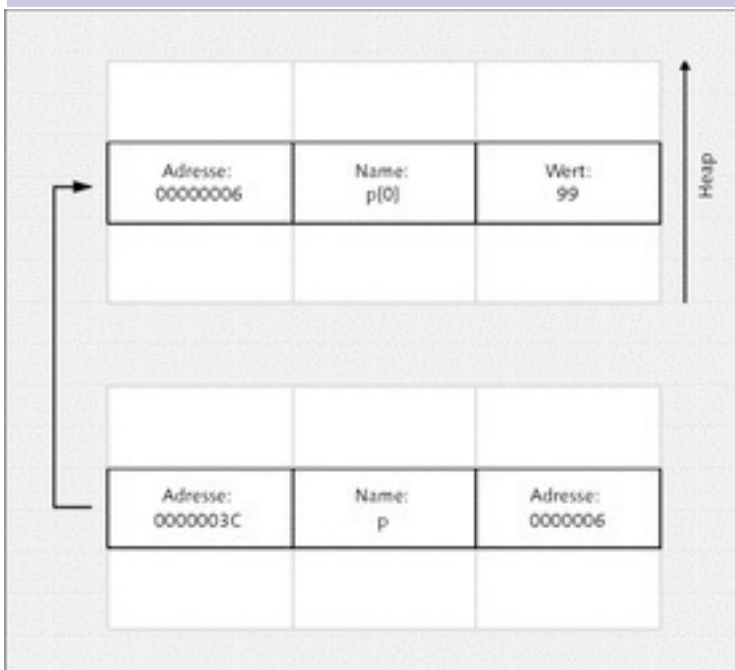 Adresse:
00000006
Name:
p[0]
Wert:
99
Heap
Adresse:
0000003C
Name:
p
Adresse:
0000006